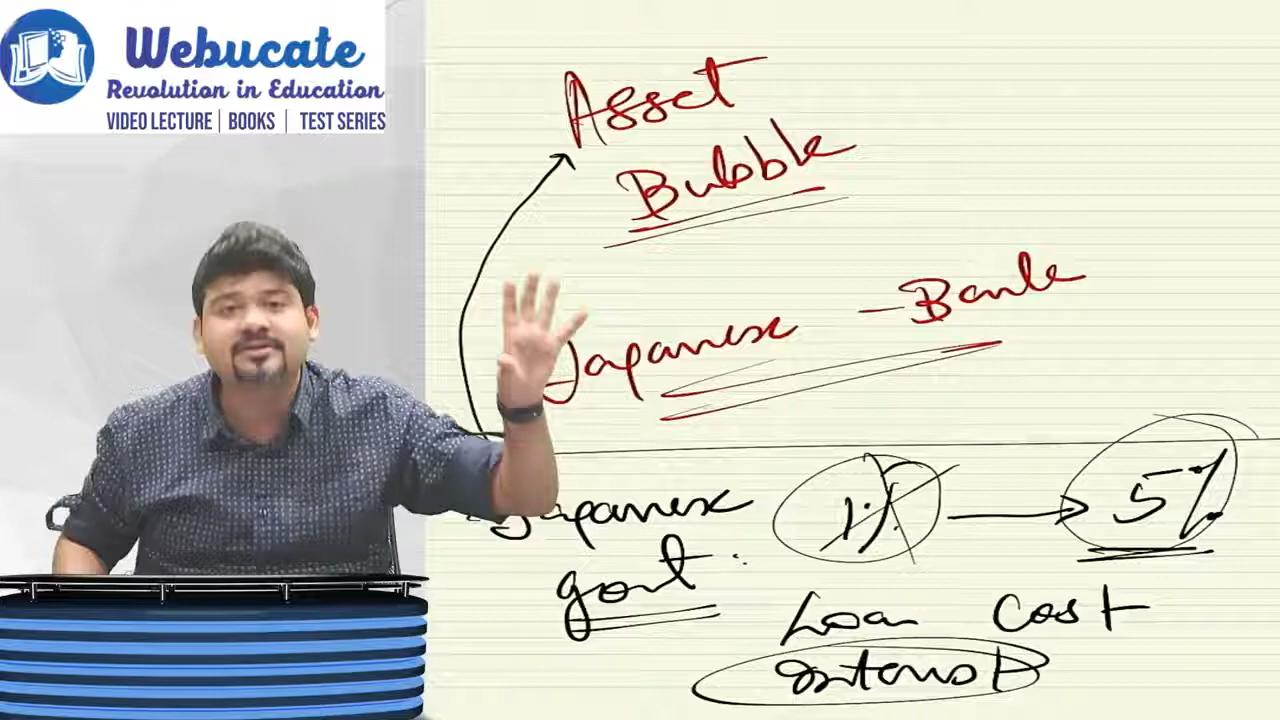 Webucate
Revolution in Education
VIDEO LECTURE | BOOKS | TEST SERIES
Asset
Bubble
Japanese - Bank
Japanese 1% → 5%
govt :
Loan Cost